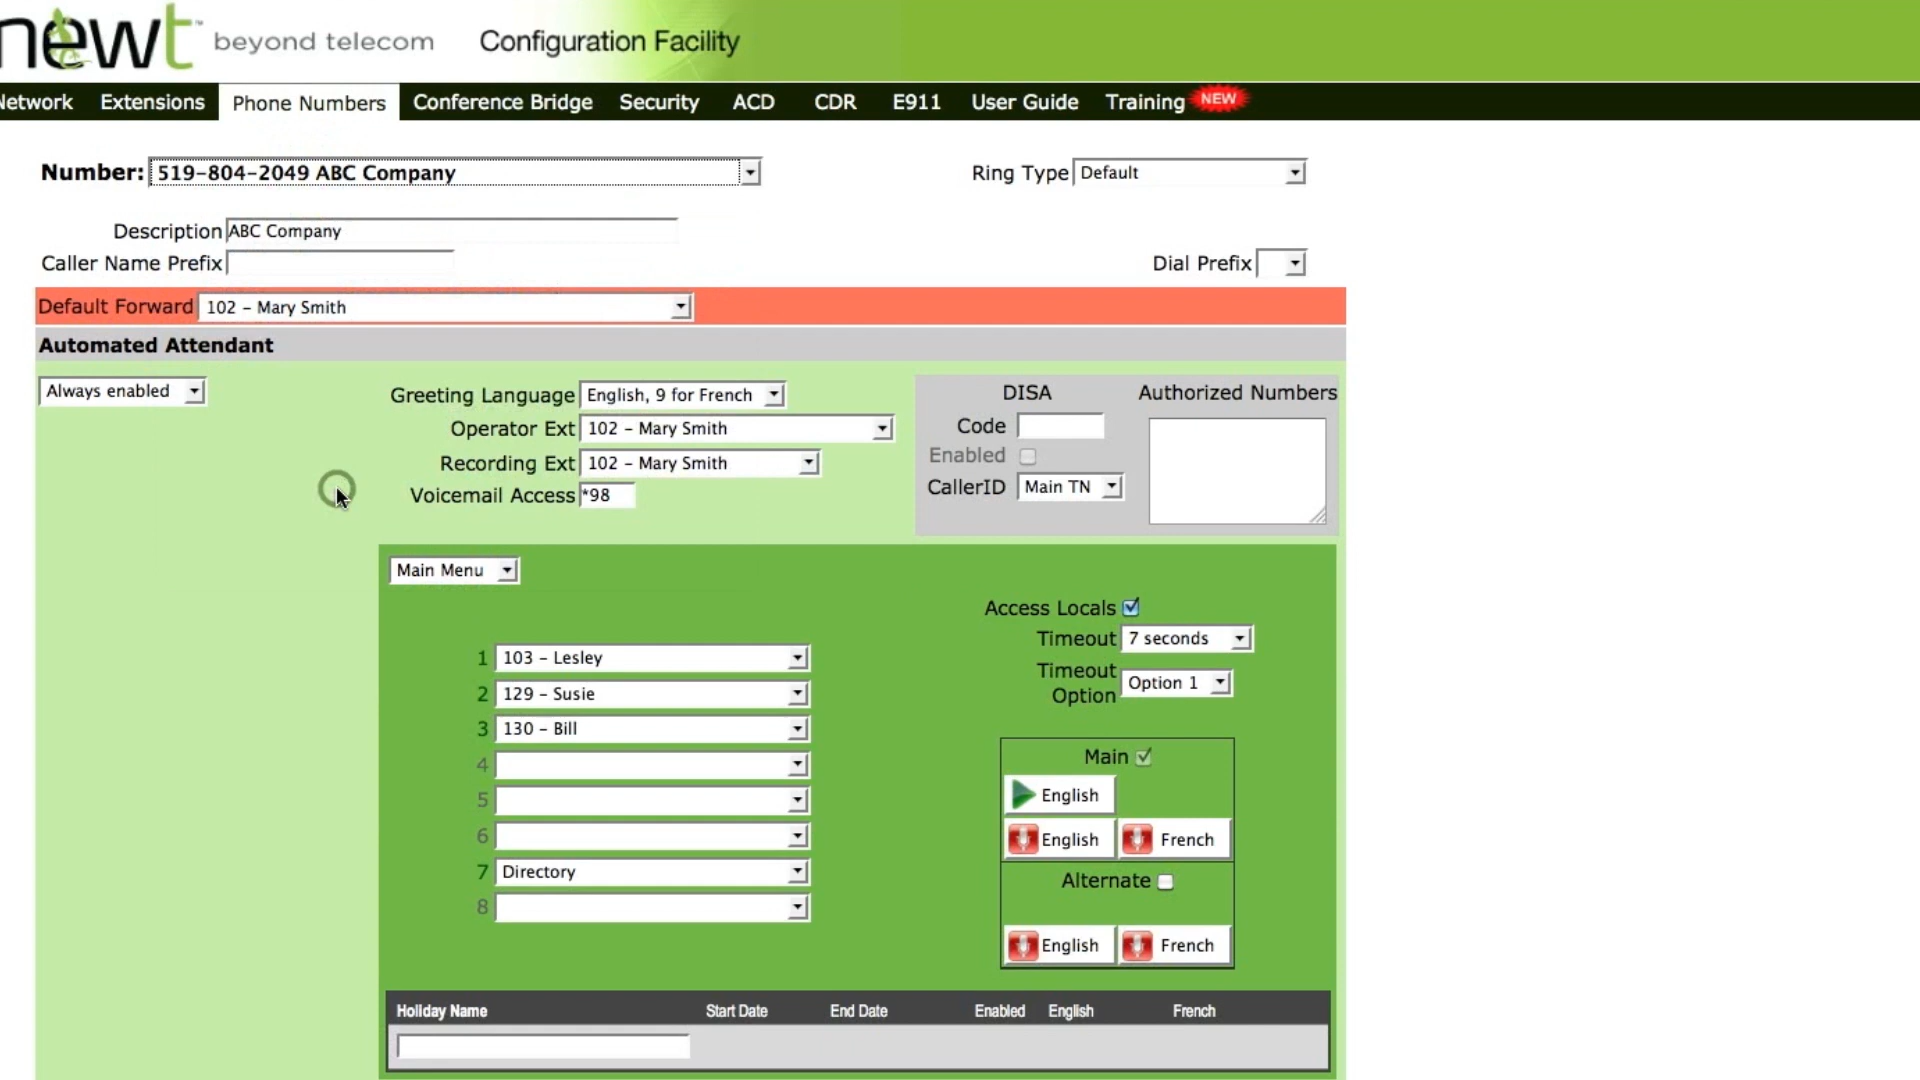 newt™ beyond telecom Configuration Facility
Network Extensions Phone Numbers Conference Bridge Security ACD CDR E911 User Guide Training NEW
Number: 519-804-2049 ABC Company Ring Type Default
Description ABC Company
Caller Name Prefix Dial Prefix
Default Forward 102 - Mary Smith
Automated Attendant
Always enabled
Greeting Language English, 9 for French
Operator Ext 102 - Mary Smith
Recording Ext 102 - Mary Smith
Voicemail Access *98
DISA Authorized Numbers
Code
Enabled
CallerID Main TN
Main Menu
Access Locals
Timeout 7 seconds
Timeout
Option Option 1
1 103 - Lesley
2 129 - Susie
3 130 - Bill
4
5
6
7 Directory
8
Main
English
English French
Alternate
English French
Holiday Name Start Date End Date Enabled English French